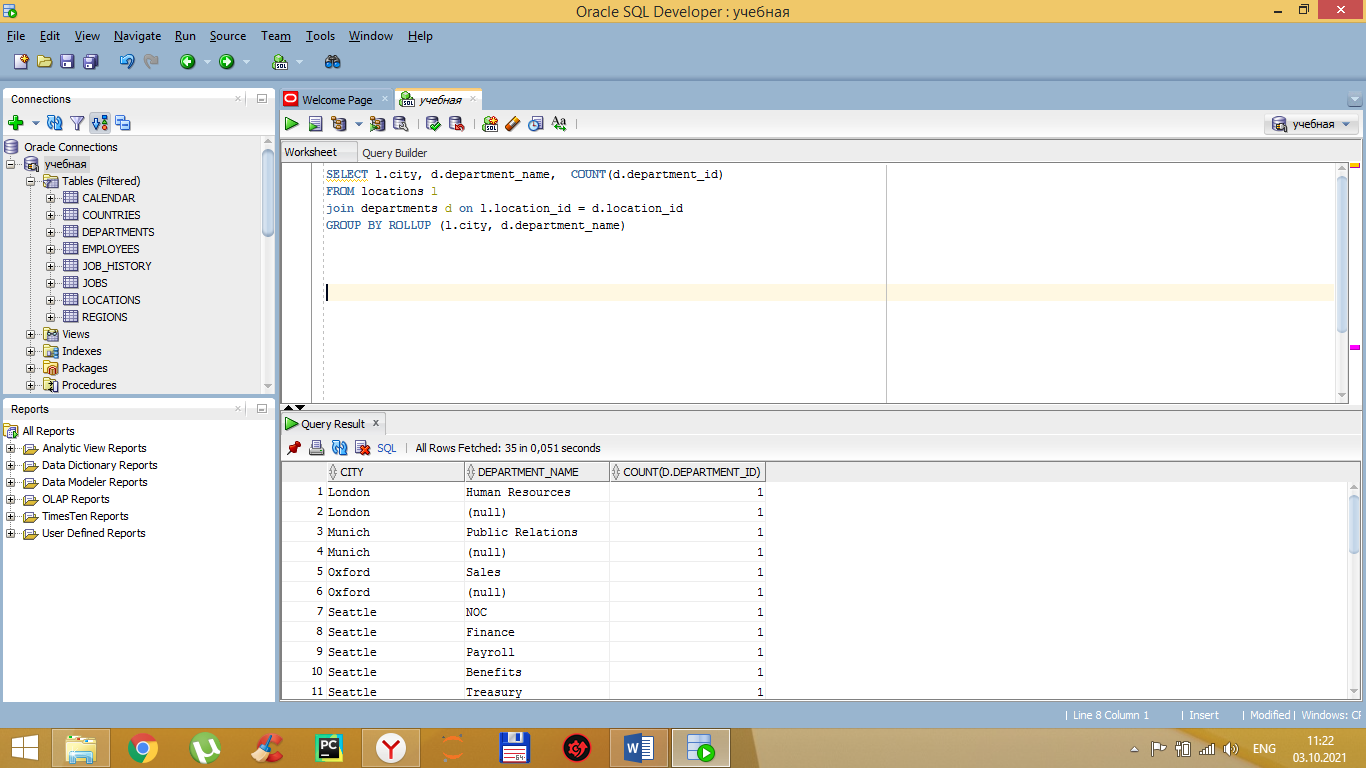 Oracle SQL Developer : учебная
File Edit View Navigate Run Source Team Tools Window Help
Connections
Oracle Connections
учебная
Tables (Filtered)
CALENDAR
COUNTRIES
DEPARTMENTS
EMPLOYEES
JOB_HISTORY
JOBS
LOCATIONS
REGIONS
Views
Indexes
Packages
Procedures
Reports
All Reports
Analytic View Reports
Data Dictionary Reports
Data Modeler Reports
OLAP Reports
TimesTen Reports
User Defined Reports
Welcome Page учебная
учебная
Worksheet Query Builder
SELECT l.city, d.department_name,  COUNT(d.department_id)
FROM locations l
join departments d on l.location_id = d.location_id
GROUP BY ROLLUP (l.city, d.department_name)
Query Result
SQL | All Rows Fetched: 35 in 0,051 seconds
CITY DEPARTMENT_NAME COUNT(D.DEPARTMENT_ID)
1 London Human Resources 1
2 London (null) 1
3 Munich Public Relations 1
4 Munich (null) 1
5 Oxford Sales 1
6 Oxford (null) 1
7 Seattle NOC 1
8 Seattle Finance 1
9 Seattle Payroll 1
10 Seattle Benefits 1
11 Seattle Treasury 1
| Line 8 Column 1 | Insert | Modified | Windows: CF
PC
ENG
11:22
03.10.2021